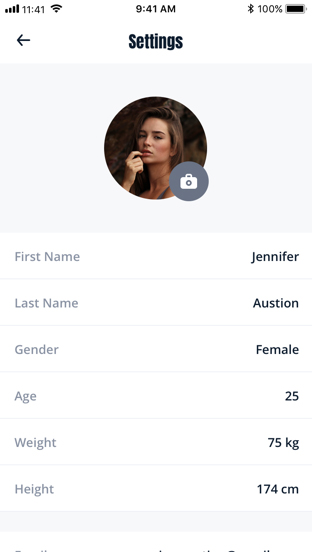 11:41 9:41 AM 100%
Settings
First Name Jennifer
Last Name Austion
Gender Female
Age 25
Weight 75 kg
Height 174 cm